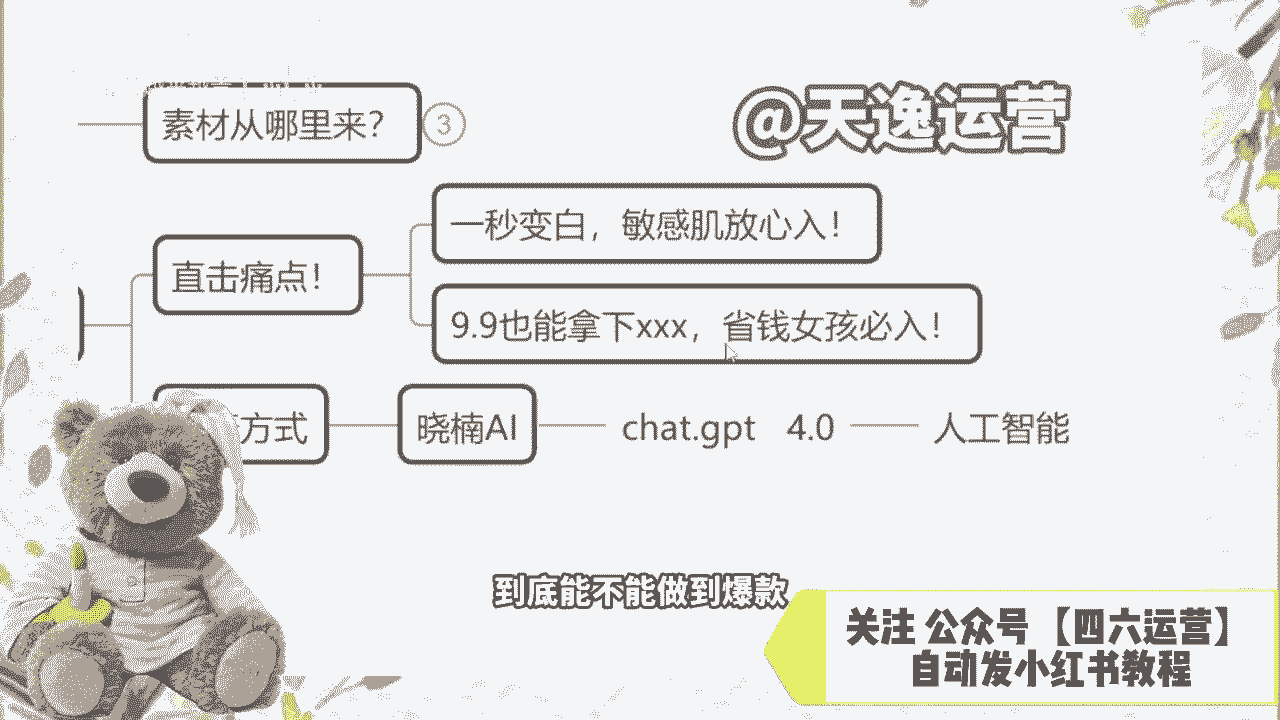 素材从哪里来？
3
@天逸运营
一秒变白，敏感肌放心入！
直击痛点！
9.9也能拿下xxx，省钱女孩必入！
方式
晓楠AI
chat.gpt 4.0
人工智能
到底能不能做到爆款
关注 公众号 【四六运营】
自动发小红书教程